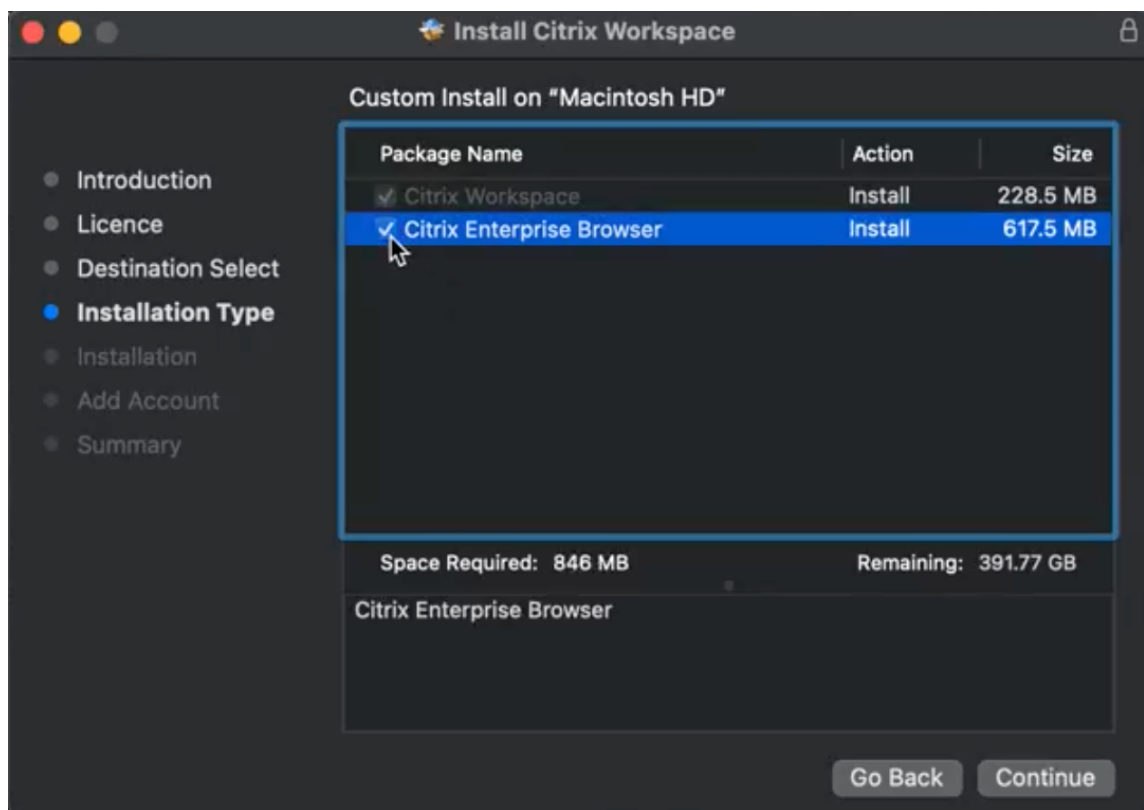 Install Citrix Workspace
Custom Install on “Macintosh HD”
Introduction
Licence
Destination Select
Installation Type
Installation
Add Account
Summary
Package Name Action Size
Citrix Workspace Install 228.5 MB
Citrix Enterprise Browser Install 617.5 MB
Space Required: 846 MB Remaining: 391.77 GB
Citrix Enterprise Browser
Go Back Continue